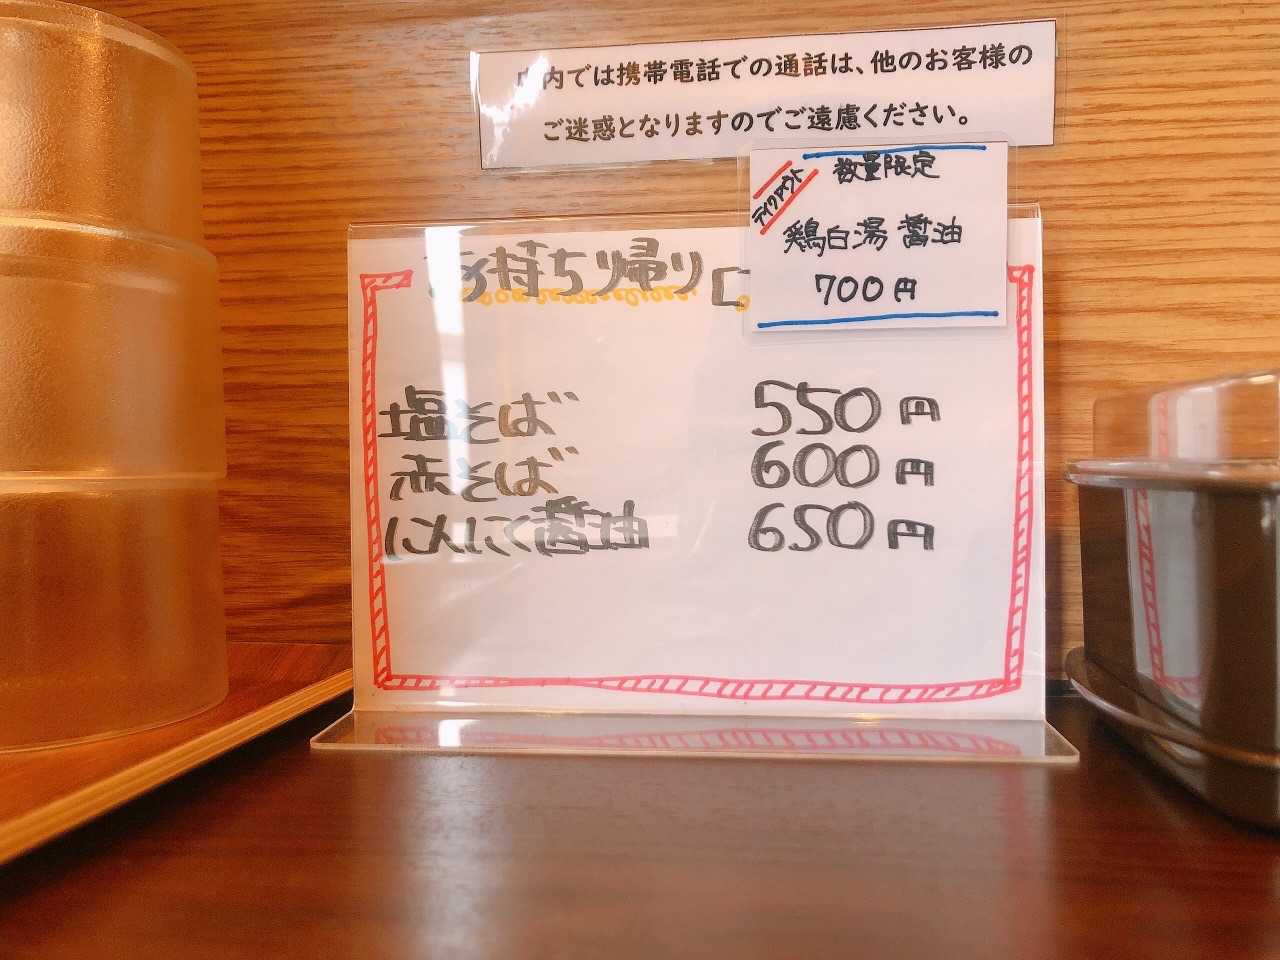 内では携帯電話での通話は、他のお客様の
ご迷惑となりますのでご遠慮ください。
テイクアウト
数量限定
鶏白湯 醤油
700円
お持ち帰り
塩そば 550円
赤そば 600円
にんにく醤油 650円